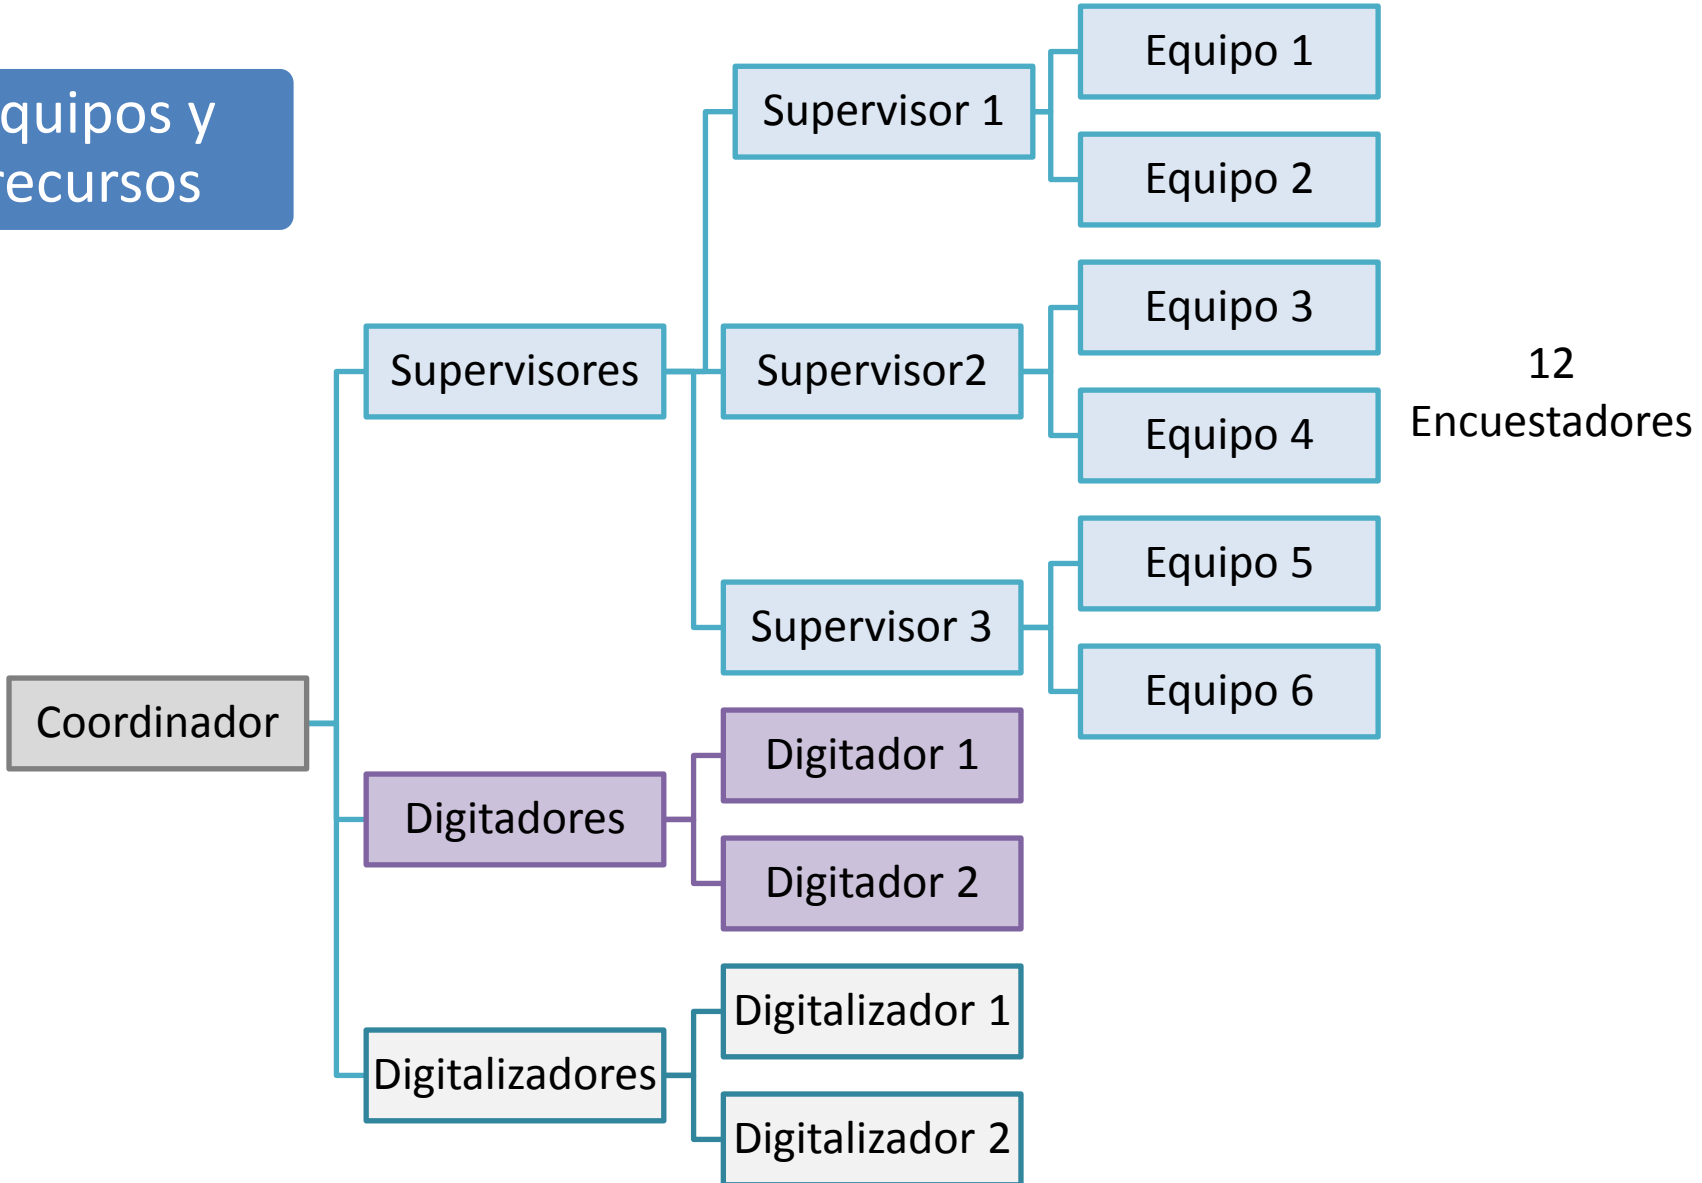 quipos y
recursos
Equipo 1
Supervisor 1
Equipo 2
Equipo 3
Supervisores
Supervisor2
12
Encuestadores
Equipo 4
Equipo 5
Supervisor 3
Equipo 6
Coordinador
Digitador 1
Digitadores
Digitador 2
Digitalizador 1
Digitalizadores
Digitalizador 2